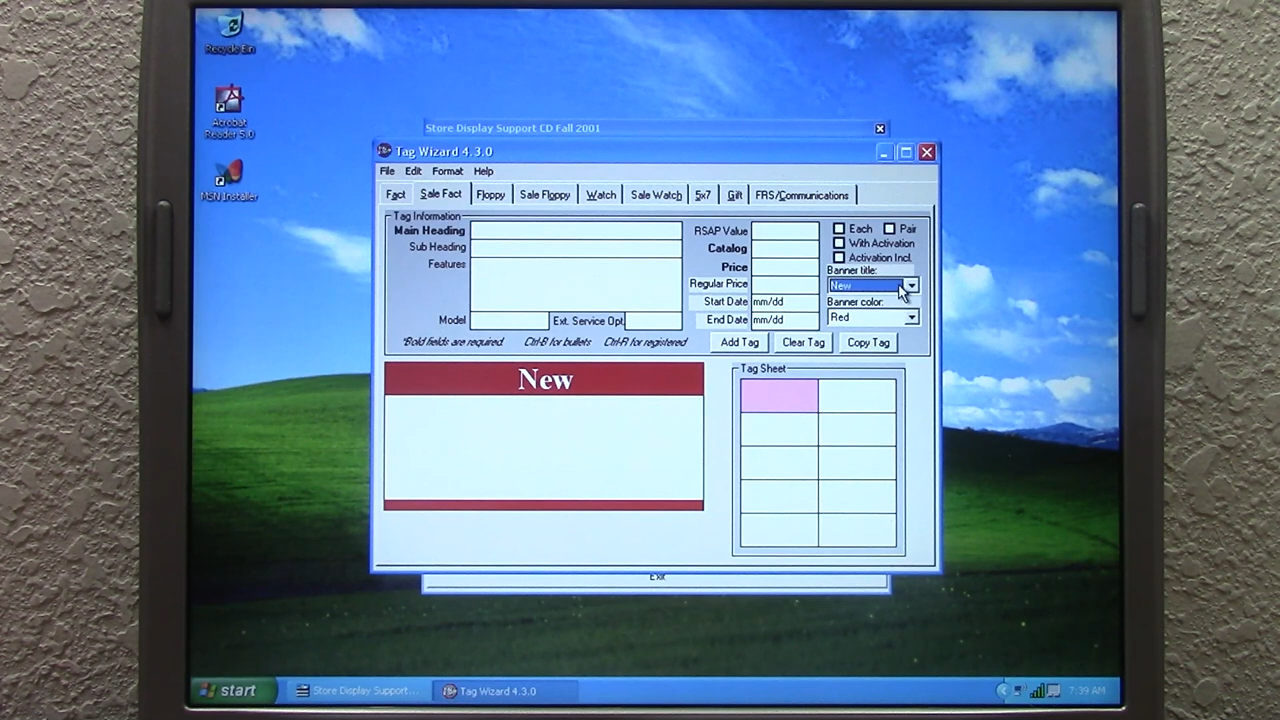 Recycle Bin
Acrobat
Reader 5.0
MSN Installer
Store Display Support CD Fall 2001
Tag Wizard 4.3.0
File Edit Format Help
Fact Sale Fact Floppy Sale Floppy Watch Sale Watch 5x7 Gift FRS/Communications
Tag Information
Main Heading RSAP Value Each Pair
Sub Heading Catalog With Activation
Features Price Activation Incl.
Banner title:
Regular Price New
Start Date mm/dd Banner color:
Model Ext. Service Opt. End Date mm/dd Red
*Bold fields are required. Ctrl-B for bullets Ctrl-R for registered Add Tag Clear Tag Copy Tag
New
Tag Sheet
Exit
start Store Display Support... Tag Wizard 4.3.0 7:39 AM